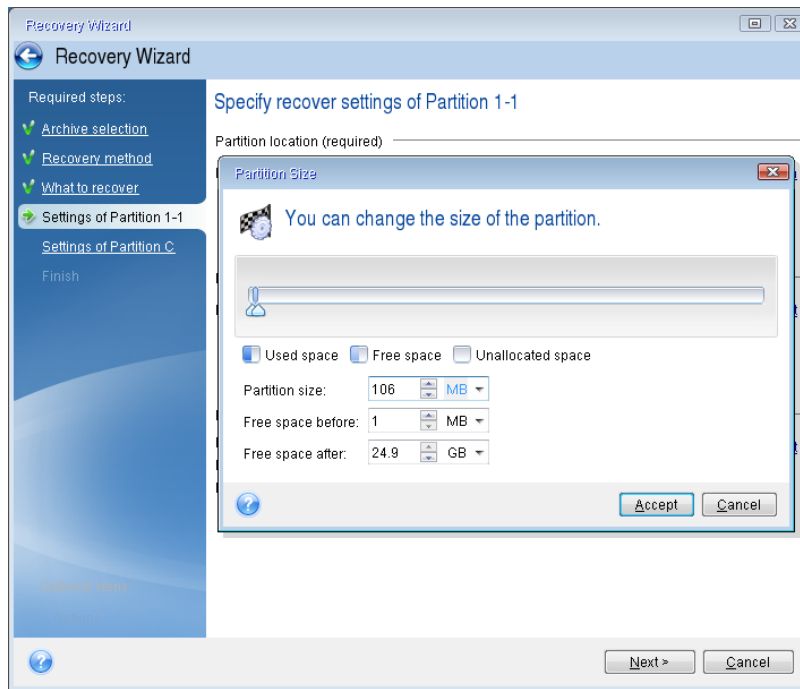 Recovery Wizard
Recovery Wizard
Required steps:
Archive selection
Recovery method
What to recover
Settings of Partition 1-1
Settings of Partition C
Finish
Specify recover settings of Partition 1-1
Partition location (required)
Partition Size
You can change the size of the partition.
Used space Free space Unallocated space
Partition size: 106 MB
Free space before: 1 MB
Free space after: 24.9 GB
Accept Cancel
Next > Cancel